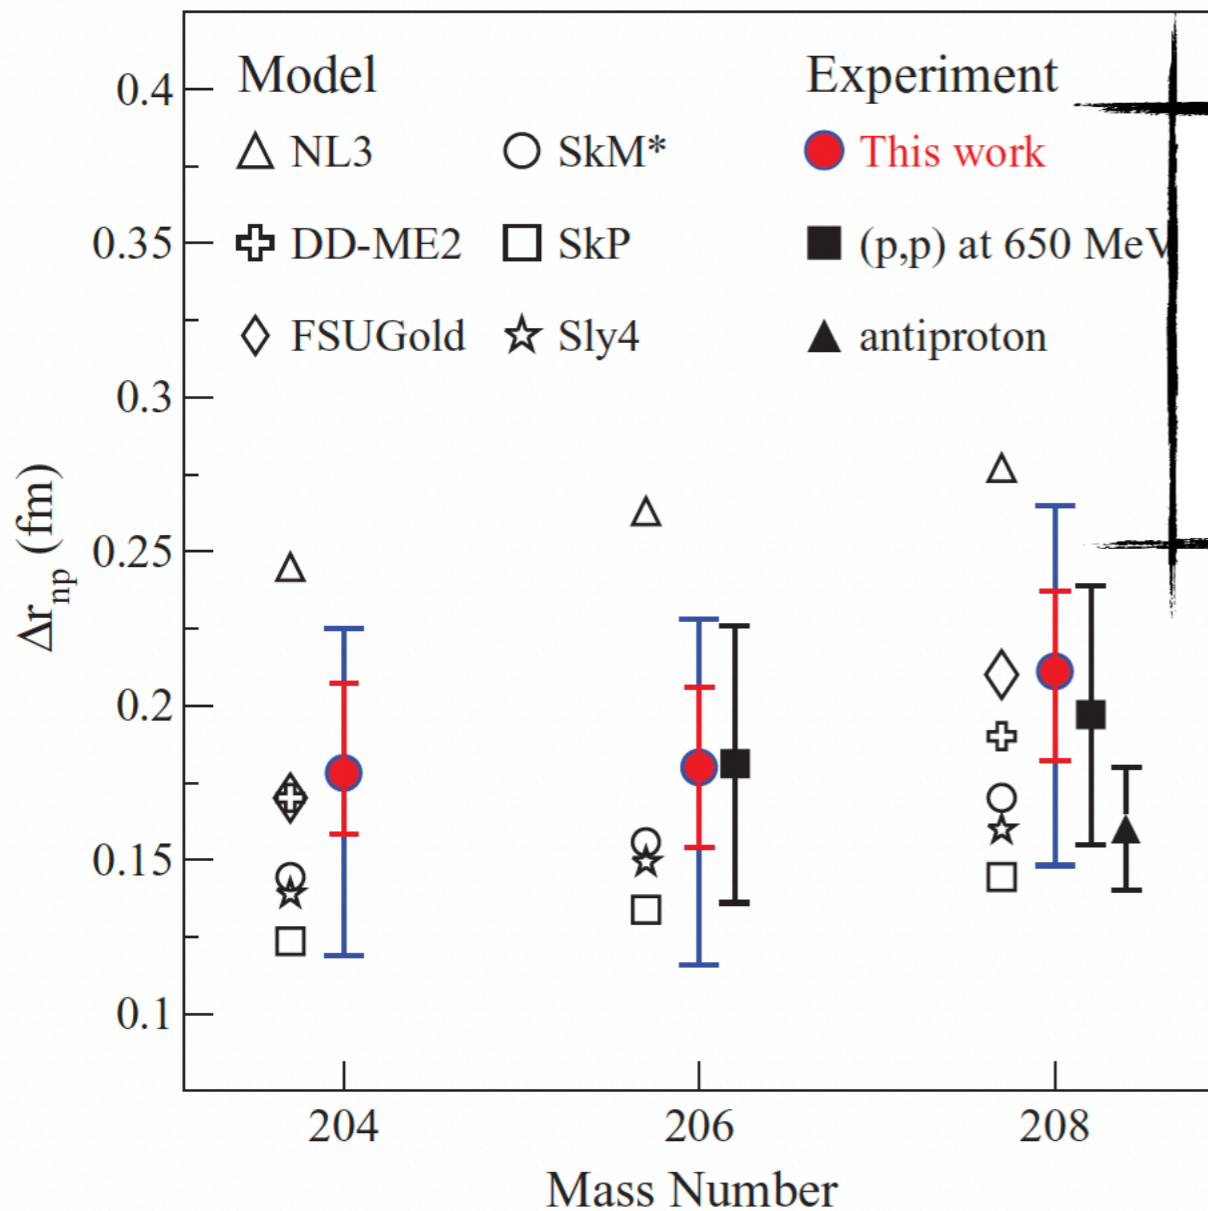 Model Experiment
0.4
NL3 SkM* This work
0.35
DD-ME2 SkP (p,p) at 650 MeV
FSUGold Sly4 antiproton
0.3
0.25
0.2
0.15
0.1
Δrnp (fm)
204 206 208
Mass Number